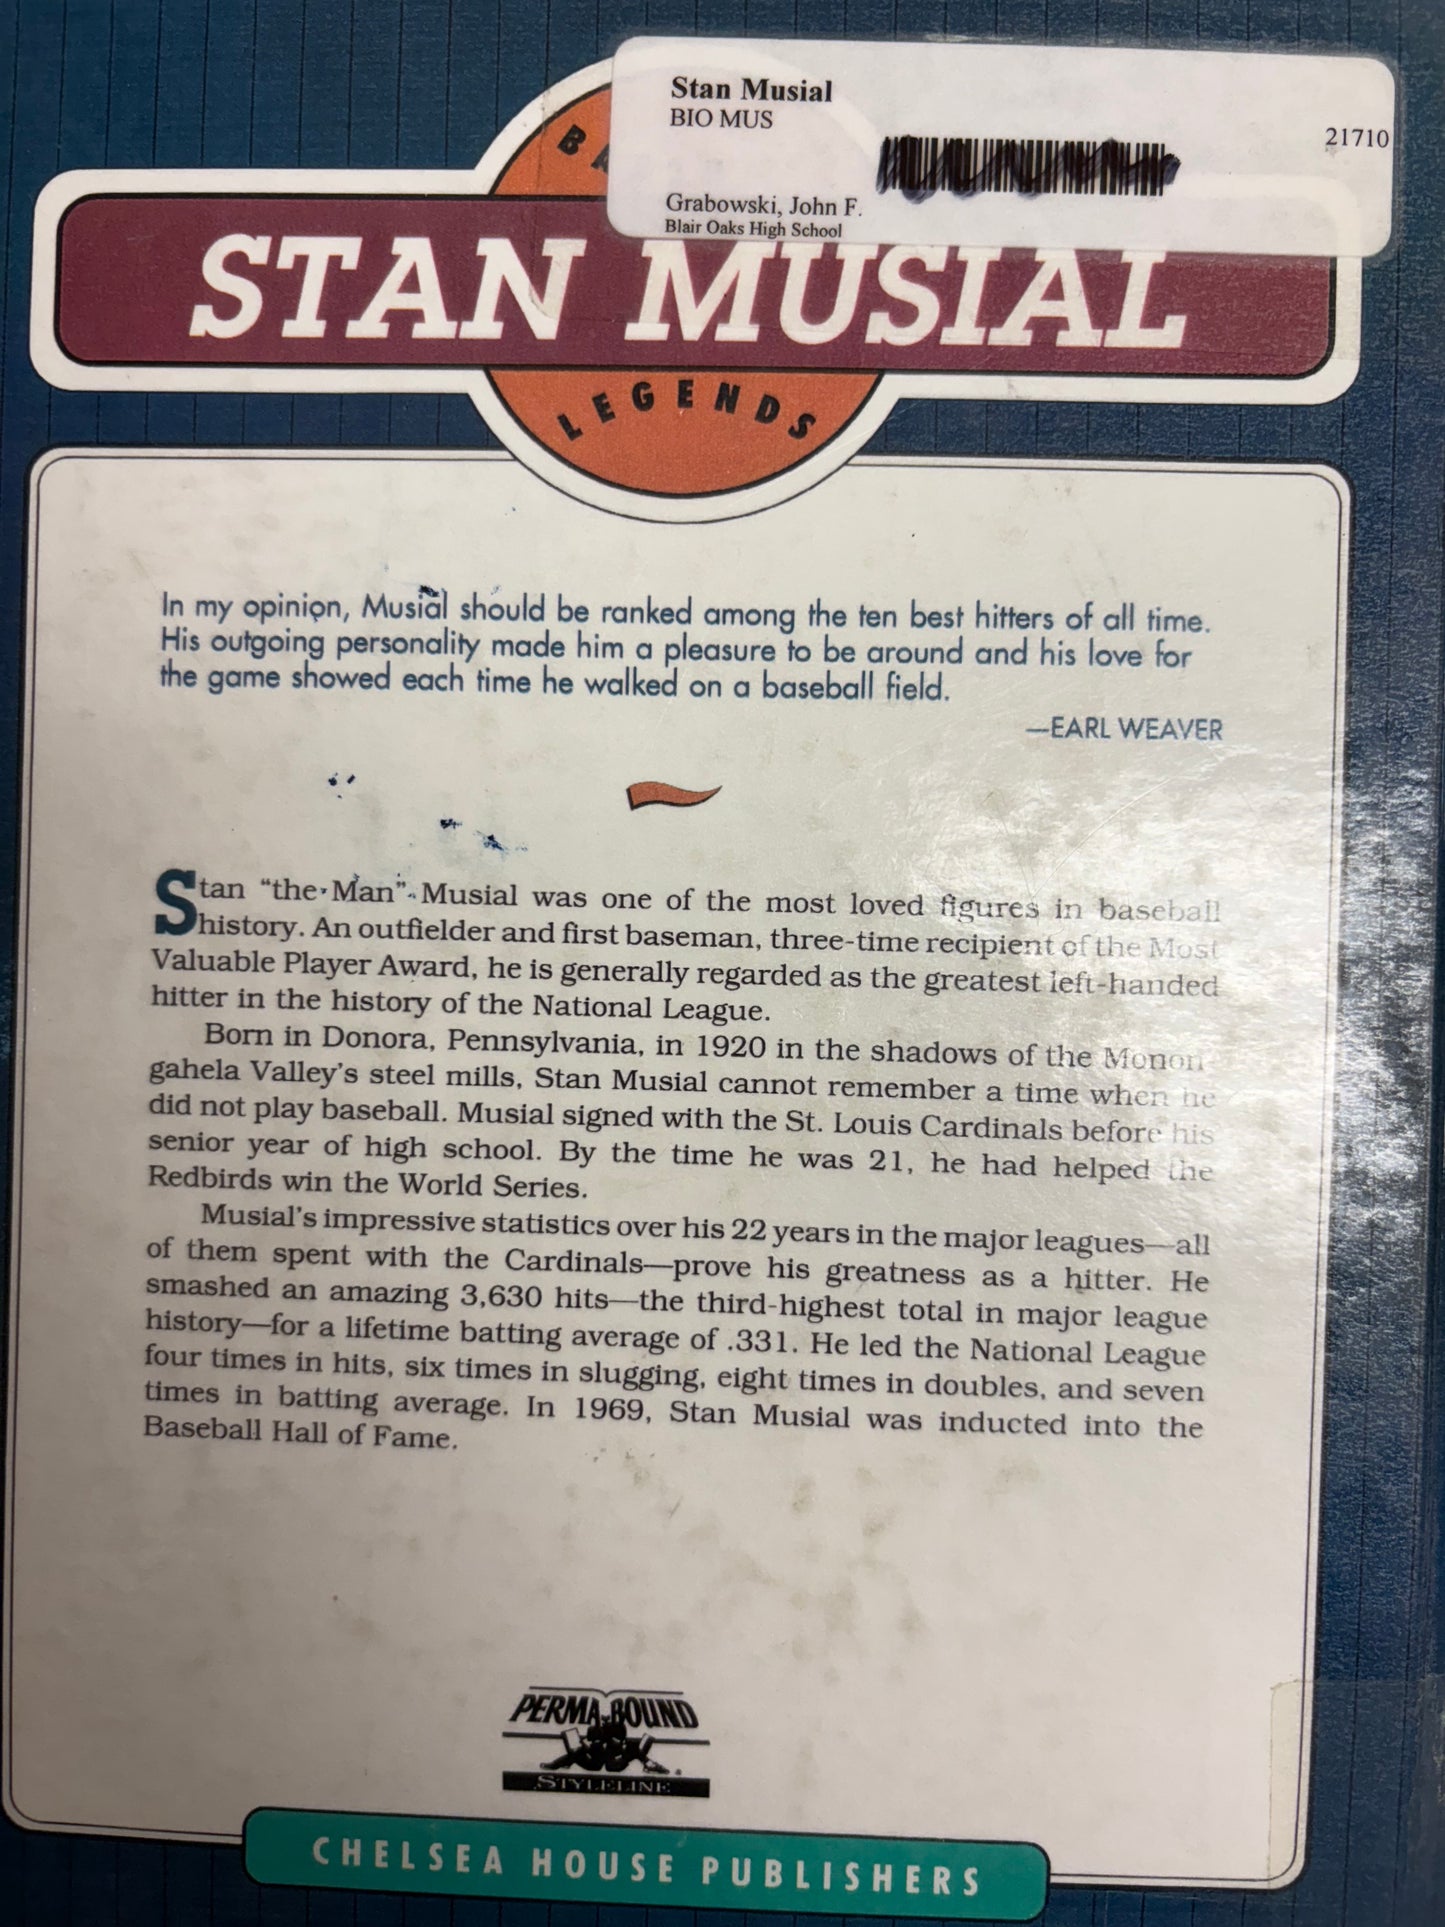 Stan Musial
BIO MUS
21710
Grabowski, John F.
Blair Oaks High School
STAN MUSIAL
LEGENDS
In my opinion, Musial should be ranked among the ten best hitters of all time.
His outgoing personality made him a pleasure to be around and his love for
the game showed each time he walked on a baseball field.
—EARL WEAVER
Stan “the Man” Musial was one of the most loved figures in baseball
history. An outfielder and first baseman, three-time recipient of the Most
Valuable Player Award, he is generally regarded as the greatest left-handed
hitter in the history of the National League.
Born in Donora, Pennsylvania, in 1920 in the shadows of the Monon-
gahela Valley’s steel mills, Stan Musial cannot remember a time when he
did not play baseball. Musial signed with the St. Louis Cardinals before his
senior year of high school. By the time he was 21, he had helped the
Redbirds win the World Series.
Musial’s impressive statistics over his 22 years in the major leagues—all
of them spent with the Cardinals—prove his greatness as a hitter. He
smashed an amazing 3,630 hits—the third-highest total in major league
history—for a lifetime batting average of .331. He led the National League
four times in hits, six times in slugging, eight times in doubles, and seven
times in batting average. In 1969, Stan Musial was inducted into the
Baseball Hall of Fame.
PERMA-BOUND
STYLELINE
CHELSEA HOUSE PUBLISHERS